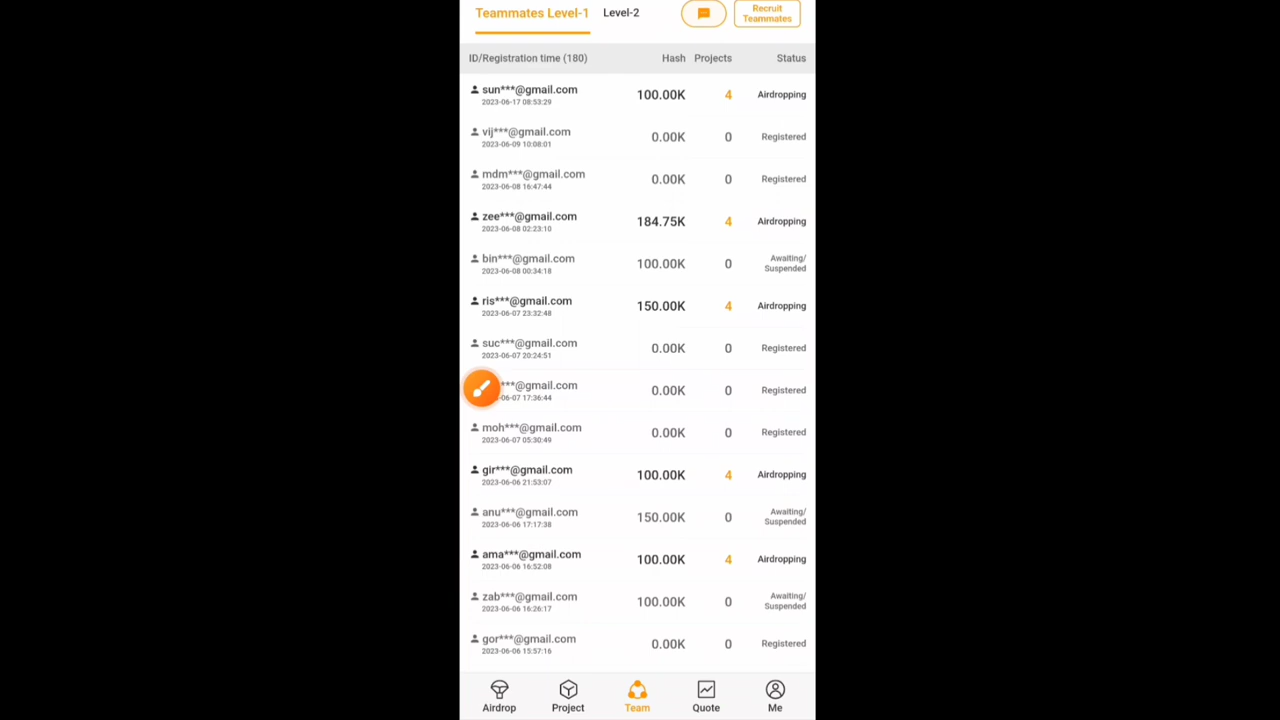 Teammates Level-1 Level-2 Recruit Teammates
ID/Registration time (180) Hash Projects Status
sun***@gmail.com 100.00K 4 Airdropping
2023-06-17 08:53:29
vij***@gmail.com 0.00K 0 Registered
2023-06-09 10:08:01
mdm***@gmail.com 0.00K 0 Registered
2023-06-08 16:47:44
zee***@gmail.com 184.75K 4 Airdropping
2023-06-08 02:23:10
bin***@gmail.com 100.00K 0 Awaiting/ Suspended
2023-06-08 00:34:18
ris***@gmail.com 150.00K 4 Airdropping
2023-06-07 23:32:48
suc***@gmail.com 0.00K 0 Registered
2023-06-07 20:24:51
***@gmail.com 0.00K 0 Registered
-06-07 17:36:44
moh***@gmail.com 0.00K 0 Registered
2023-06-07 05:30:49
gir***@gmail.com 100.00K 4 Airdropping
2023-06-06 21:53:07
anu***@gmail.com 150.00K 0 Awaiting/ Suspended
2023-06-06 17:17:38
ama***@gmail.com 100.00K 4 Airdropping
2023-06-06 16:52:08
zab***@gmail.com 100.00K 0 Awaiting/ Suspended
2023-06-06 16:26:17
gor***@gmail.com 0.00K 0 Registered
2023-06-06 15:57:16
Airdrop Project Team Quote Me